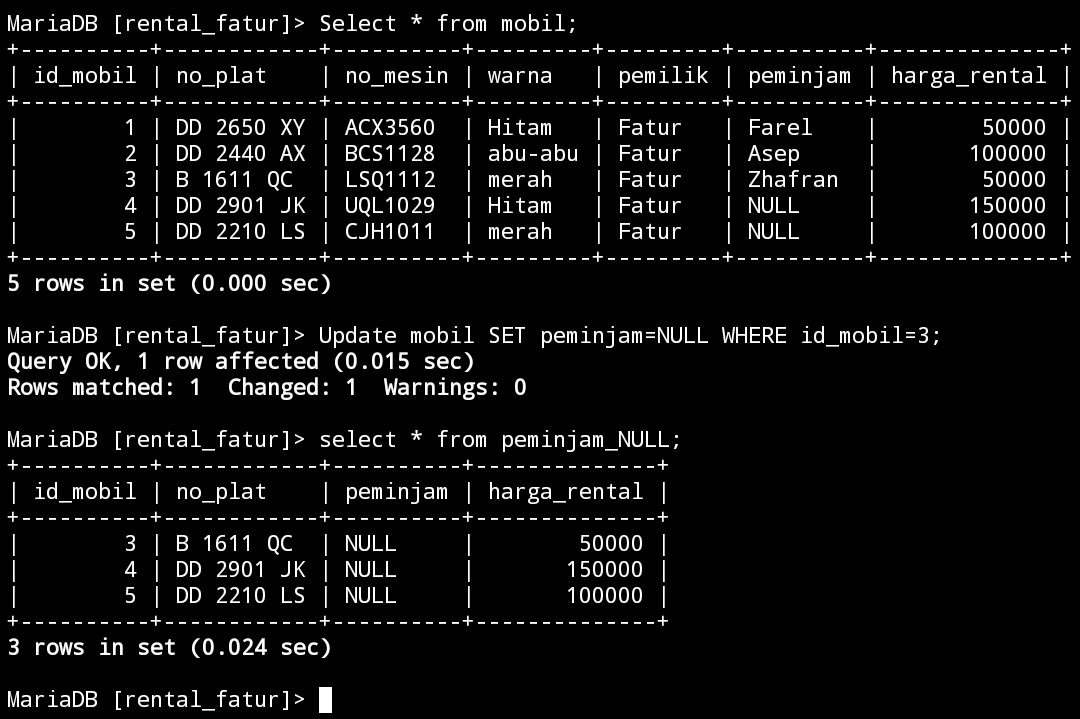 MariaDB [rental_fatur]> Select * from mobil;
+----------+------------+----------+---------+---------+----------+--------------+
| id_mobil | no_plat    | no_mesin | warna   | pemilik | peminjam | harga_rental |
+----------+------------+----------+---------+---------+----------+--------------+
|        1 | DD 2650 XY | ACX3560  | Hitam   | Fatur   | Farel    |        50000 |
|        2 | DD 2440 AX | BCS1128  | abu-abu | Fatur   | Asep     |       100000 |
|        3 | B 1611 QC  | LSQ1112  | merah   | Fatur   | Zhafran  |        50000 |
|        4 | DD 2901 JK | UQL1029  | Hitam   | Fatur   | NULL     |       150000 |
|        5 | DD 2210 LS | CJH1011  | merah   | Fatur   | NULL     |       100000 |
+----------+------------+----------+---------+---------+----------+--------------+
5 rows in set (0.000 sec)

MariaDB [rental_fatur]> Update mobil SET peminjam=NULL WHERE id_mobil=3;
Query OK, 1 row affected (0.015 sec)
Rows matched: 1  Changed: 1  Warnings: 0

MariaDB [rental_fatur]> select * from peminjam_NULL;
+----------+------------+----------+--------------+
| id_mobil | no_plat    | peminjam | harga_rental |
+----------+------------+----------+--------------+
|        3 | B 1611 QC  | NULL     |        50000 |
|        4 | DD 2901 JK | NULL     |       150000 |
|        5 | DD 2210 LS | NULL     |       100000 |
+----------+------------+----------+--------------+
3 rows in set (0.024 sec)

MariaDB [rental_fatur]>